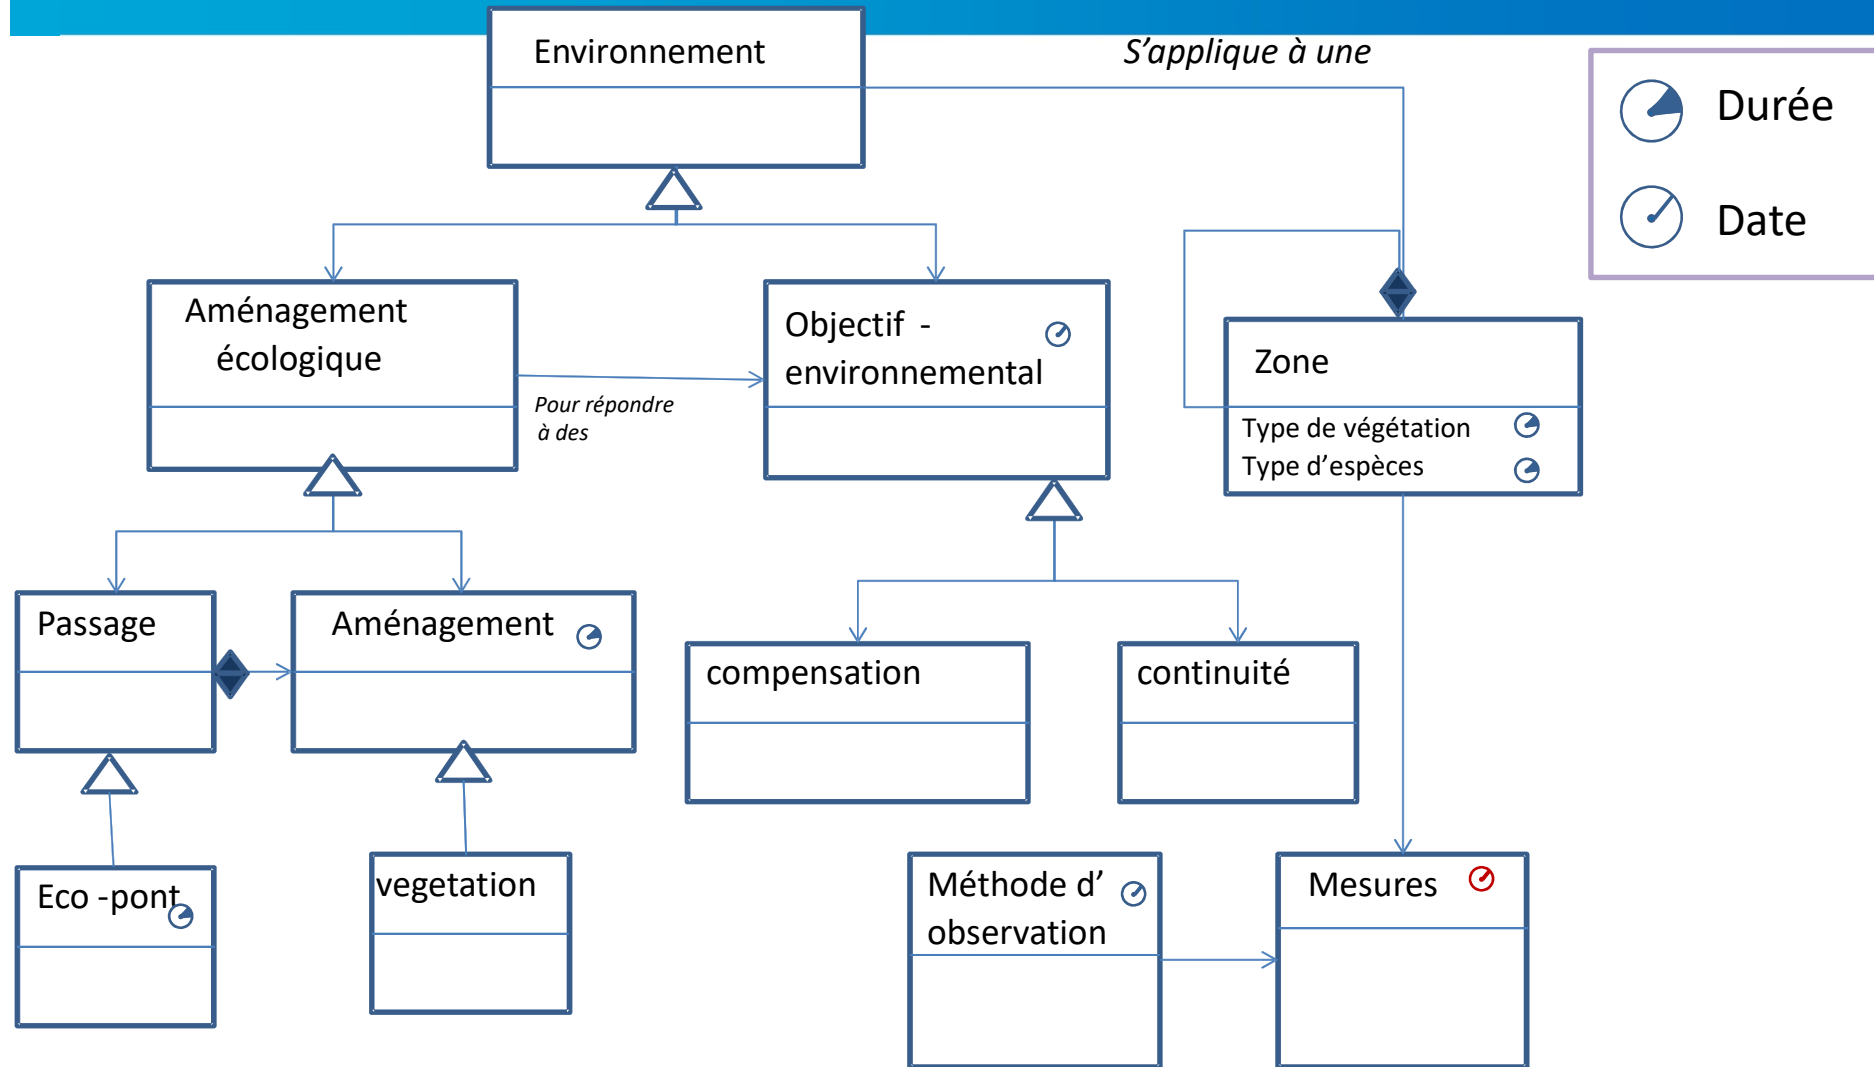 Environnement
S'applique à une
Durée
Date
Aménagement
écologique
Pour répondre
à des
Objectif -
environnemental
Zone
Type de végétation
Type d'espèces
Passage
Aménagement
compensation
continuité
Eco -pont
vegetation
Méthode d'
observation
Mesures